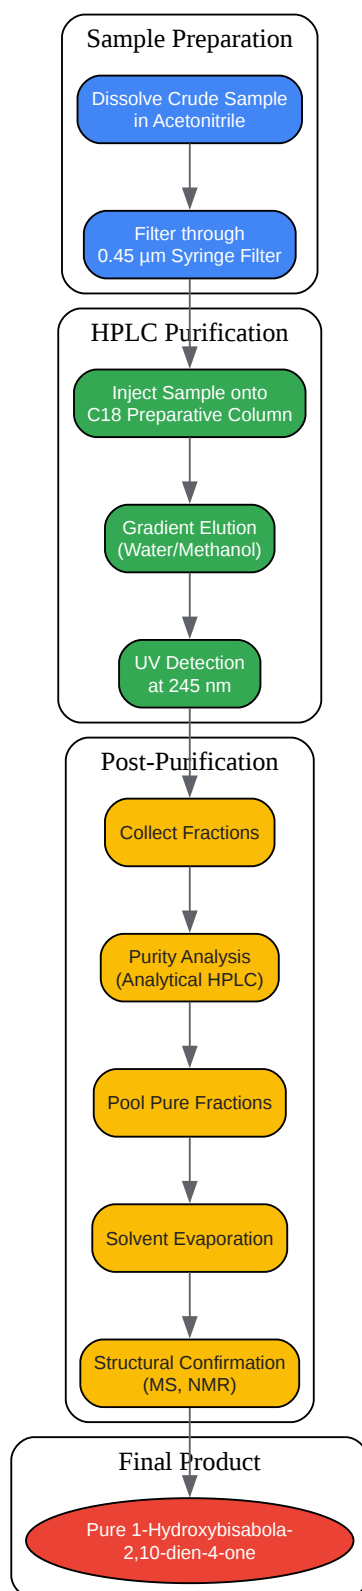 Sample Preparation
Dissolve Crude Sample
in Acetonitrile
Filter through
0.45 µm Syringe Filter
HPLC Purification
Inject Sample onto
C18 Preparative Column
Gradient Elution
(Water/Methanol)
UV Detection
at 245 nm
Post-Purification
Collect Fractions
Purity Analysis
(Analytical HPLC)
Pool Pure Fractions
Solvent Evaporation
Structural Confirmation
(MS, NMR)
Final Product
Pure 1-Hydroxybisabola-
2,10-dien-4-one